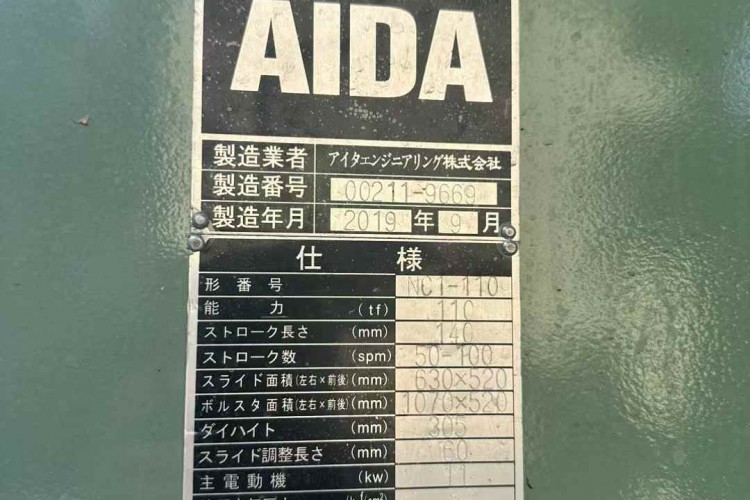 AIDA
製造業者 アイダエンジニアリング株式会社
製造番号 00211-9669
製造年月 2019 年 9 月
仕 様
形番号 NC1-110
能力 (tf) 110
ストローク長さ (mm) 140
ストローク数 (spm) 50-100
スライド面積(左右×前後)(mm) 630×520
ボルスタ面積(左右×前後)(mm) 1070×520
ダイハイト (mm) 305
スライド調整長さ (mm) 60
主電動機 (kw) 11